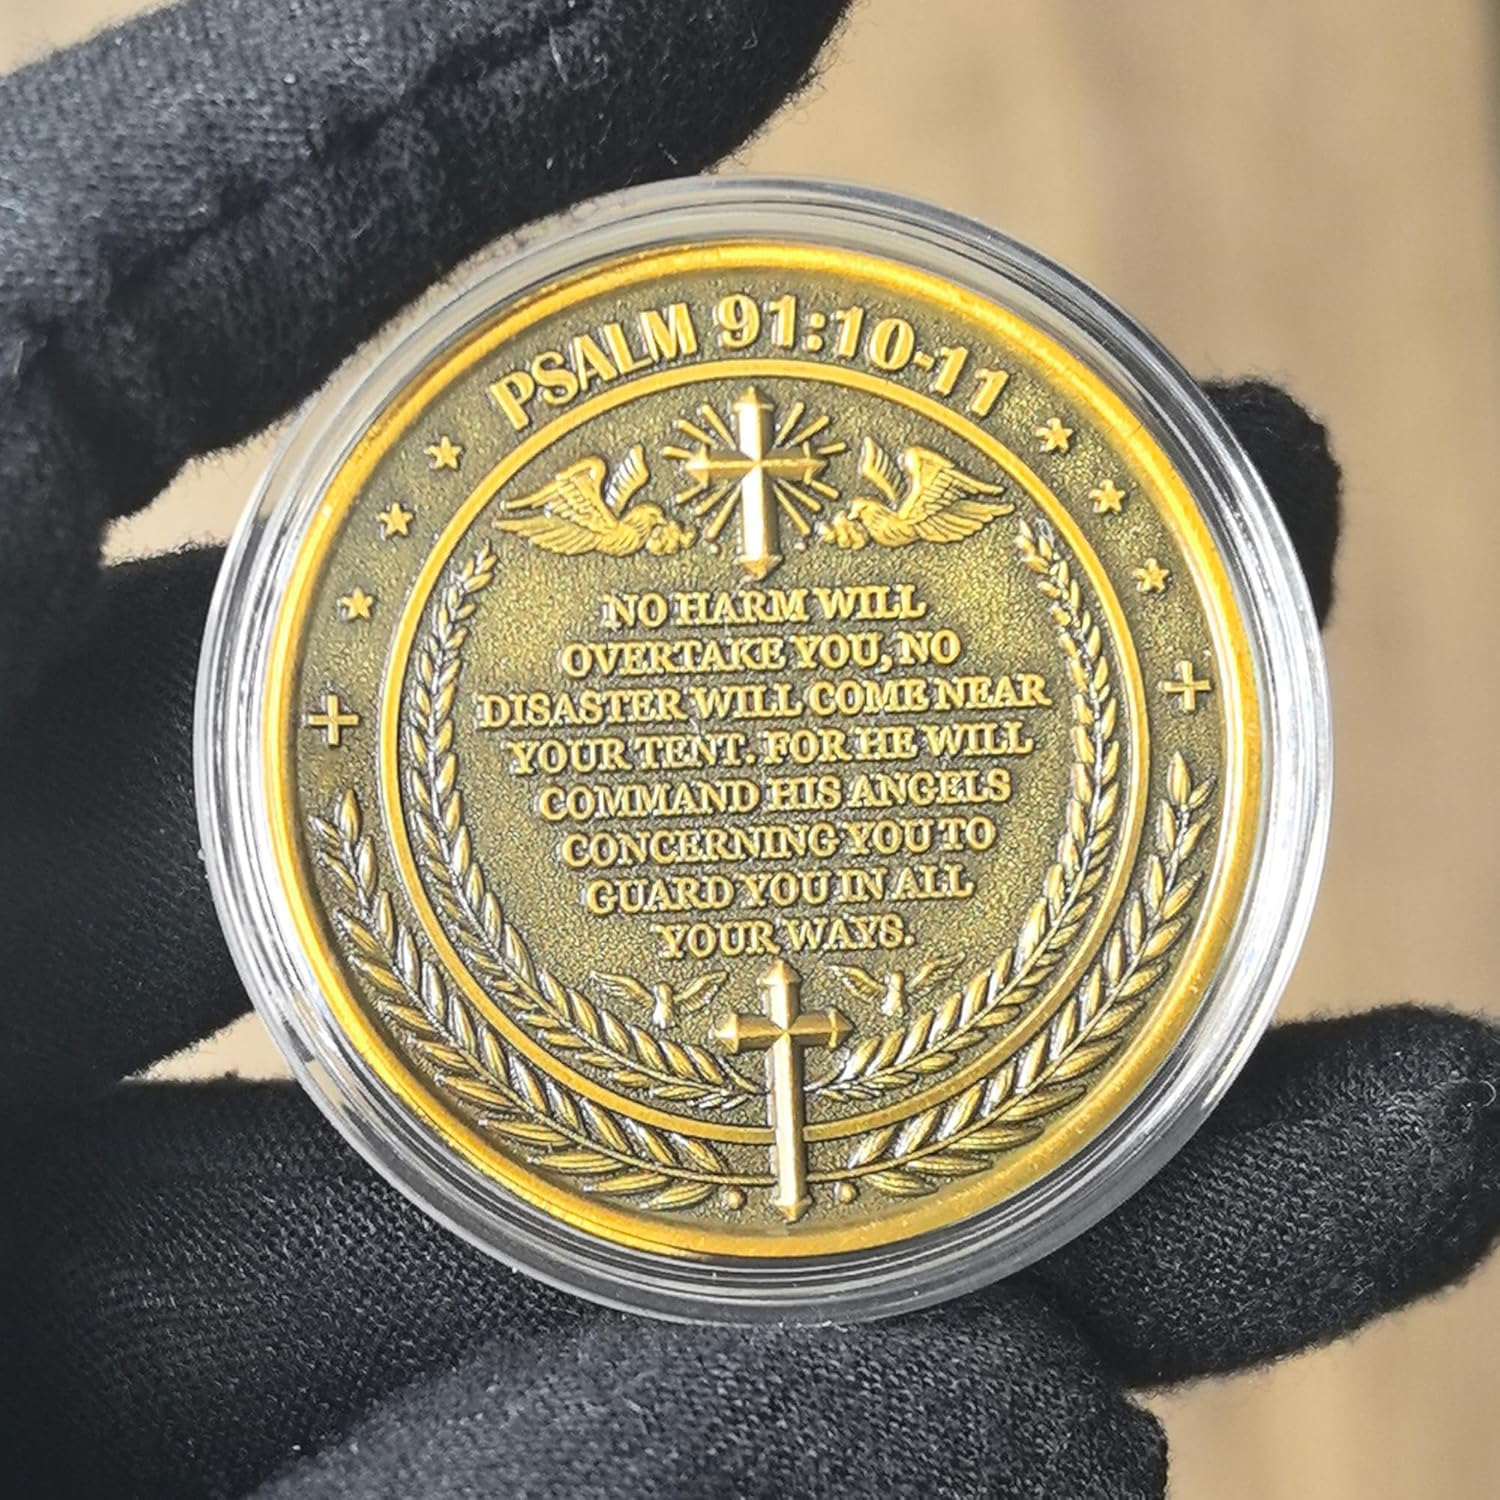 PSALM 91:10-11
NO HARM WILL
OVERTAKE YOU, NO
DISASTER WILL COME NEAR
YOUR TENT. FOR HE WILL
COMMAND HIS ANGELS
CONCERNING YOU TO
GUARD YOU IN ALL
YOUR WAYS.